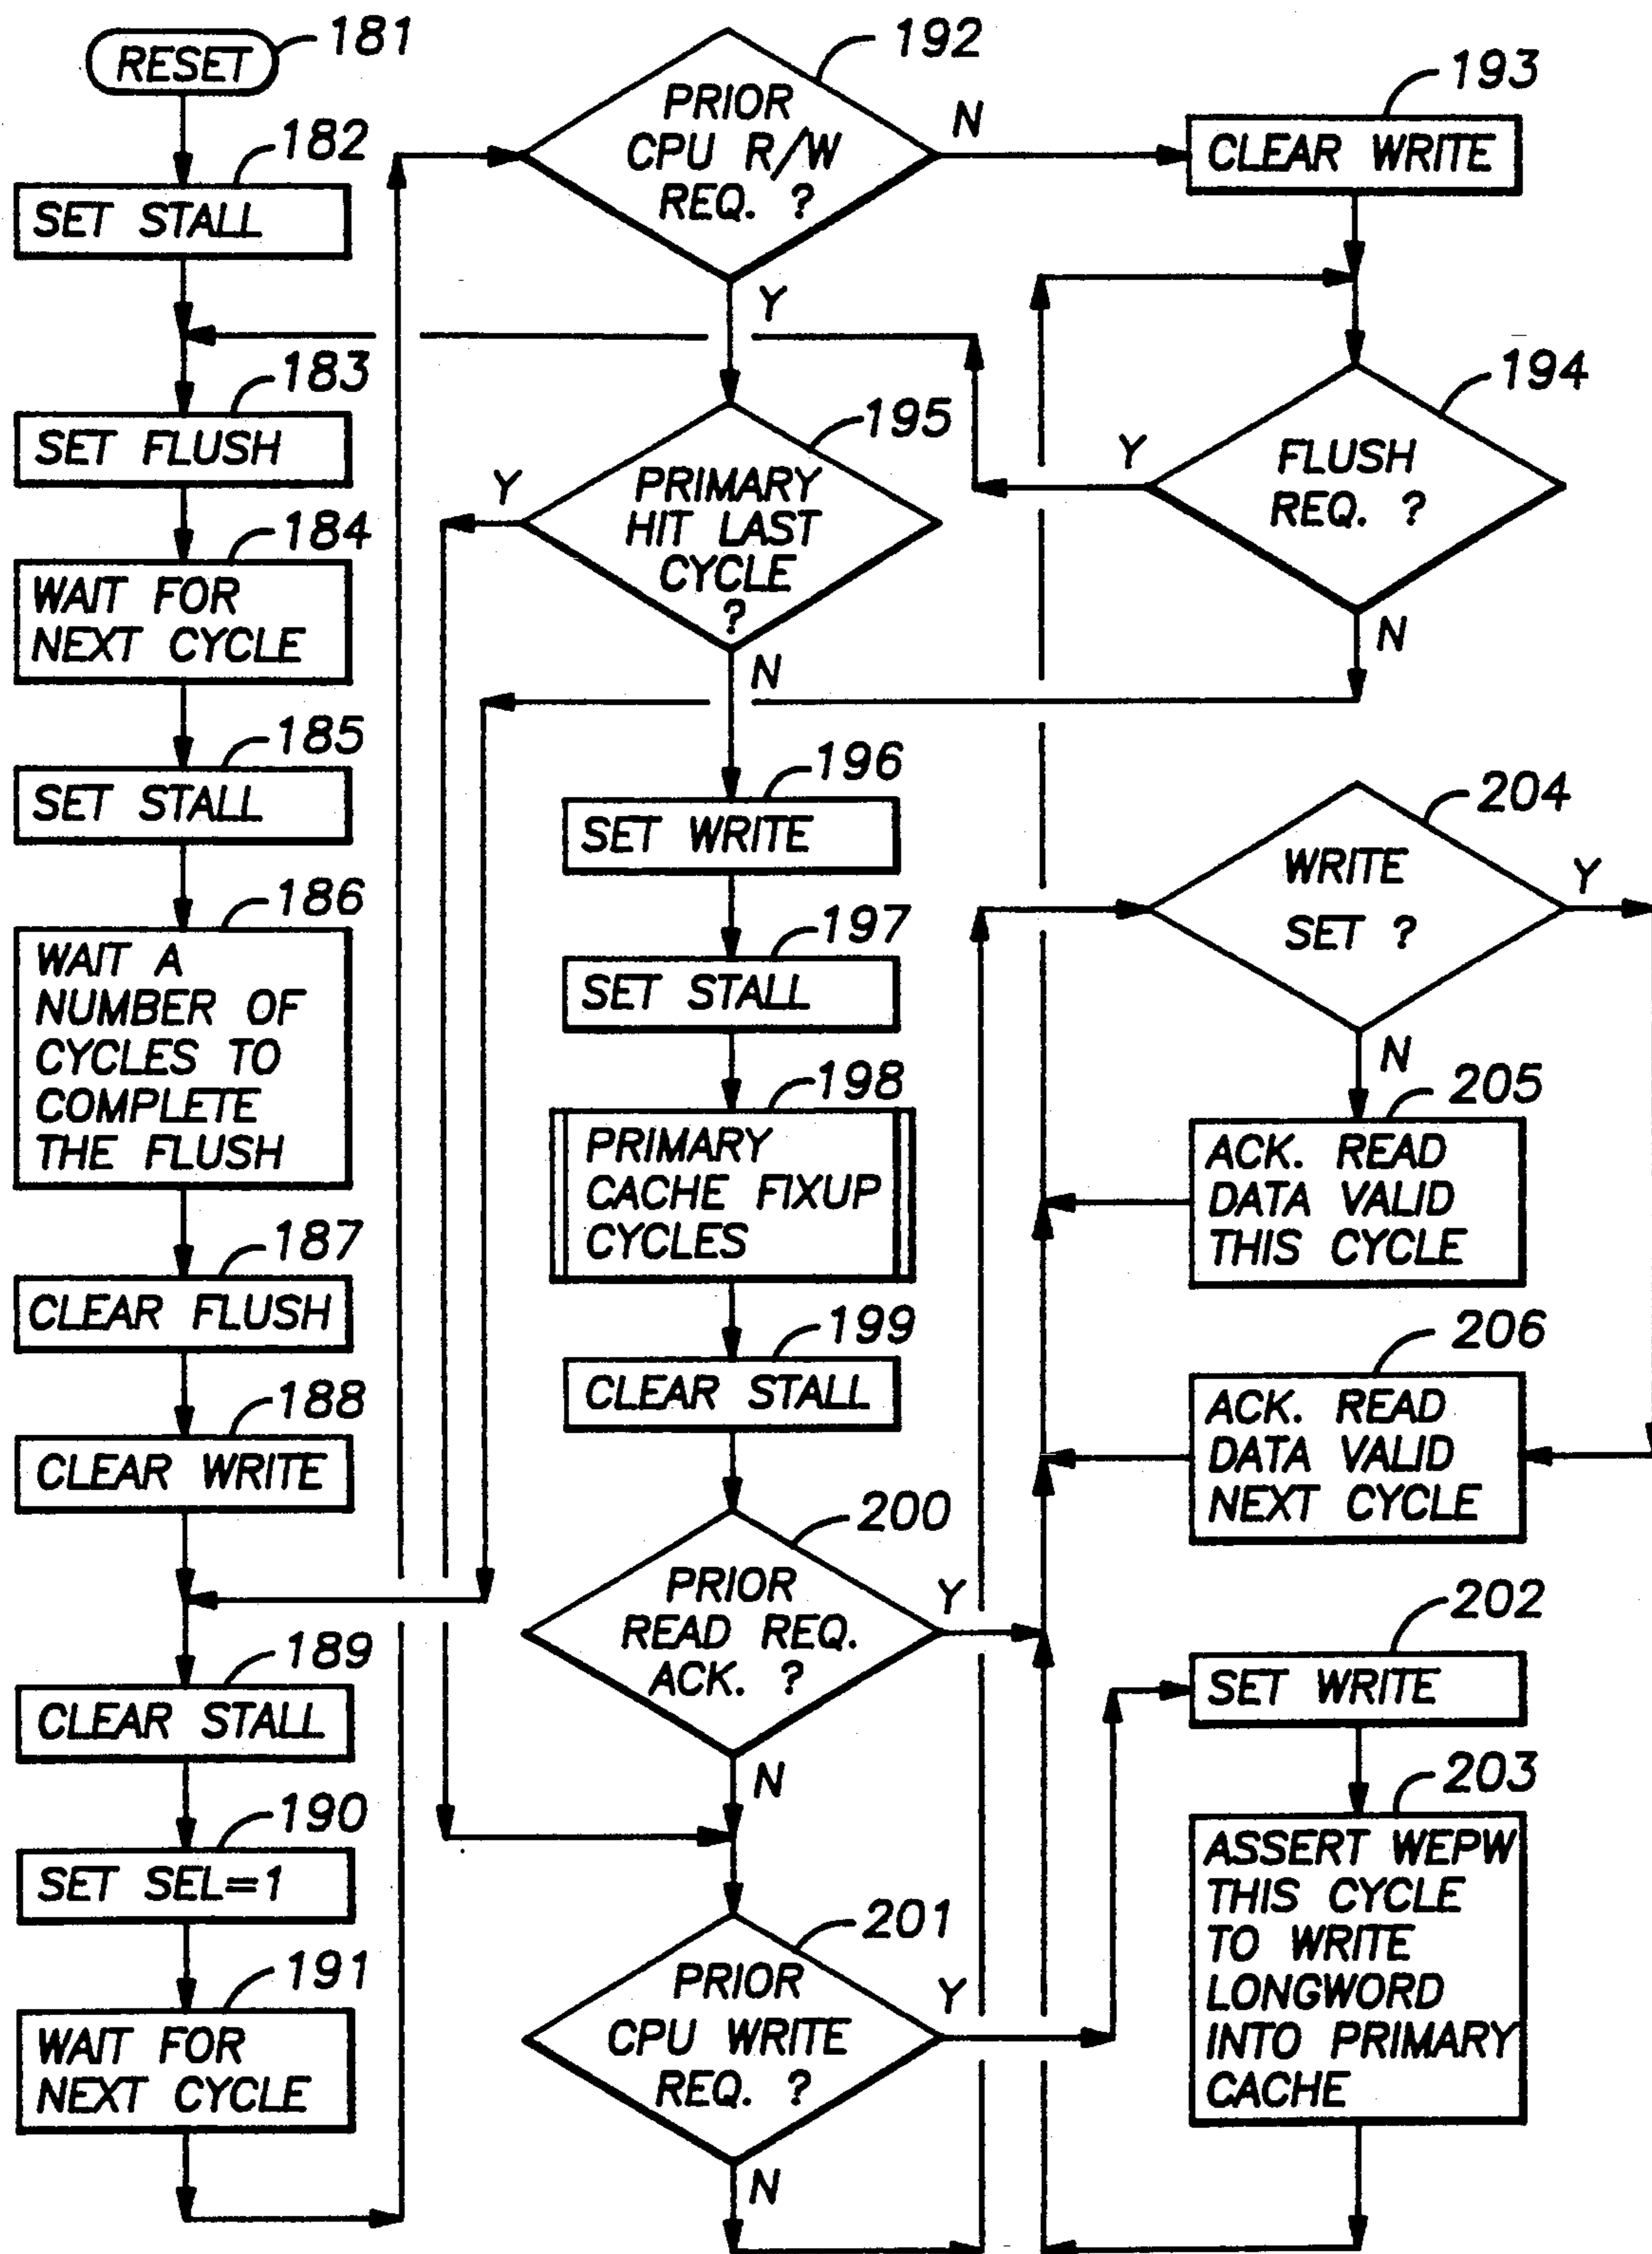 RESET
181
182
SET STALL
183
SET FLUSH
184
WAIT FOR
NEXT CYCLE
185
SET STALL
186
WAIT A
NUMBER OF
CYCLES TO
COMPLETE
THE FLUSH
187
CLEAR FLUSH
188
CLEAR WRITE
189
CLEAR STALL
190
SET SEL=1
191
WAIT FOR
NEXT CYCLE
192
PRIOR
CPU R/W
REQ. ?
N
Y
195
PRIMARY
HIT LAST
CYCLE
?
Y
N
196
SET WRITE
197
SET STALL
198
PRIMARY
CACHE FIXUP
CYCLES
199
CLEAR STALL
200
PRIOR
READ REQ.
ACK. ?
Y
N
201
PRIOR
CPU WRITE
REQ. ?
Y
N
193
CLEAR WRITE
194
FLUSH
REQ. ?
Y
N
204
WRITE
SET ?
Y
N
205
ACK. READ
DATA VALID
THIS CYCLE
206
ACK. READ
DATA VALID
NEXT CYCLE
202
SET WRITE
203
ASSERT WEPW
THIS CYCLE
TO WRITE
LONGWORD
INTO PRIMARY
CACHE